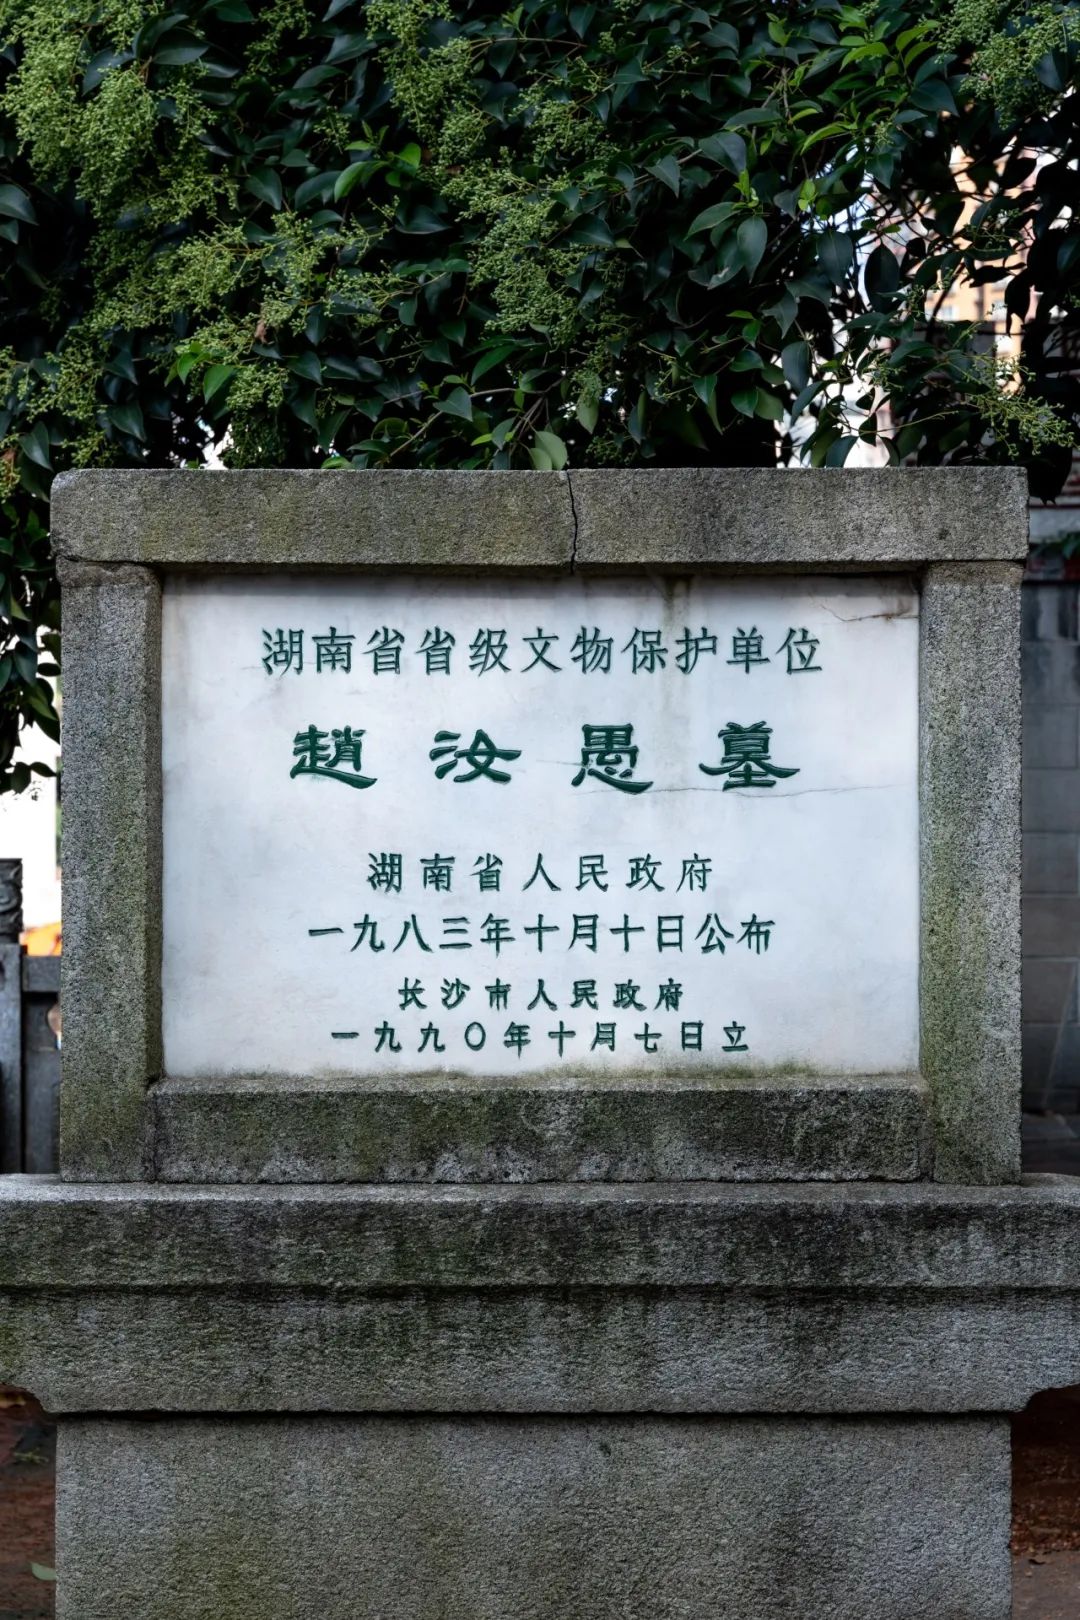 湖南省省级文物保护单位
趙汝愚墓
湖南省人民政府
一九八三年十月十日公布
长沙市人民政府
一九九〇年十月七日立